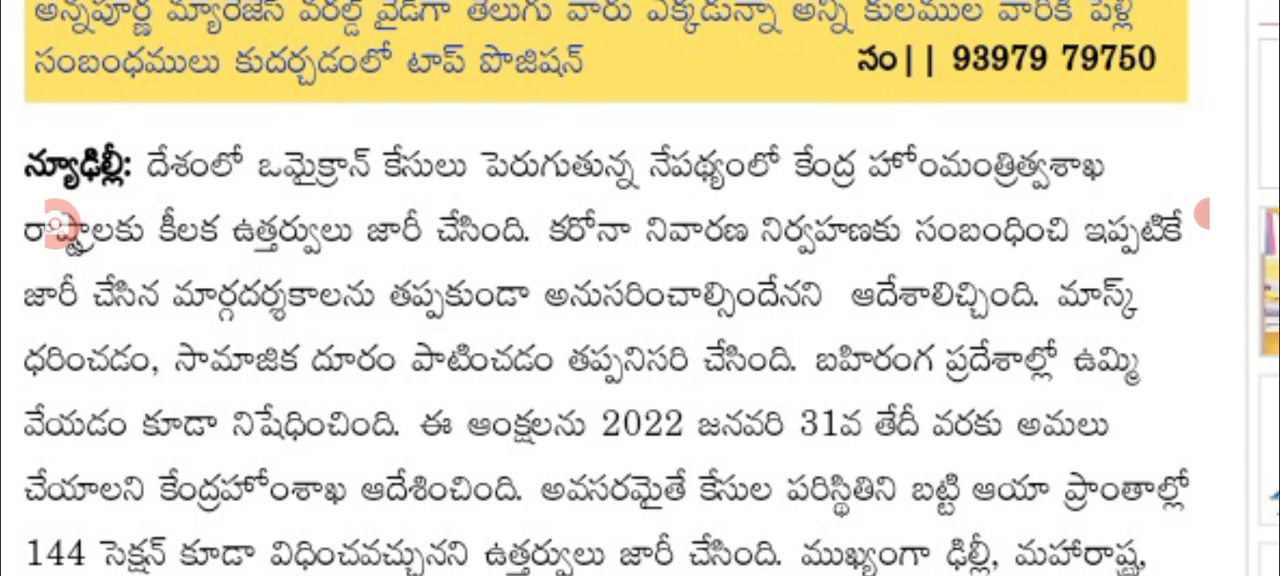 అన్నపూర్ణ మ్యారేజెస్ వరల్డ్ వైడ్‌గా తెలుగు వారు ఎక్కడున్నా అన్ని కులముల వారికి పెళ్లి
సంబంధములు కుదర్చడంలో టాప్ పొజిషన్ నం|| 93979 79750
న్యూఢిల్లీ: దేశంలో ఒమైక్రాన్ కేసులు పెరుగుతున్న నేపథ్యంలో కేంద్ర హోంమంత్రిత్వశాఖ
రాష్ట్రాలకు కీలక ఉత్తర్వులు జారీ చేసింది. కరోనా నివారణ నిర్వహణకు సంబంధించి ఇప్పటికే
జారీ చేసిన మార్గదర్శకాలను తప్పకుండా అనుసరించాల్సిందేనని ఆదేశాలిచ్చింది. మాస్క్
ధరించడం, సామాజిక దూరం పాటించడం తప్పనిసరి చేసింది. బహిరంగ ప్రదేశాల్లో ఉమ్మి
వేయడం కూడా నిషేధించింది. ఈ ఆంక్షలను 2022 జనవరి 31వ తేదీ వరకు అమలు
చేయాలని కేంద్రహోంశాఖ ఆదేశించింది. అవసరమైతే కేసుల పరిస్థితిని బట్టి ఆయా ప్రాంతాల్లో
144 సెక్షన్ కూడా విధించవచ్చునని ఉత్తర్వులు జారీ చేసింది. ముఖ్యంగా ఢిల్లీ, మహారాష్ట్ర,